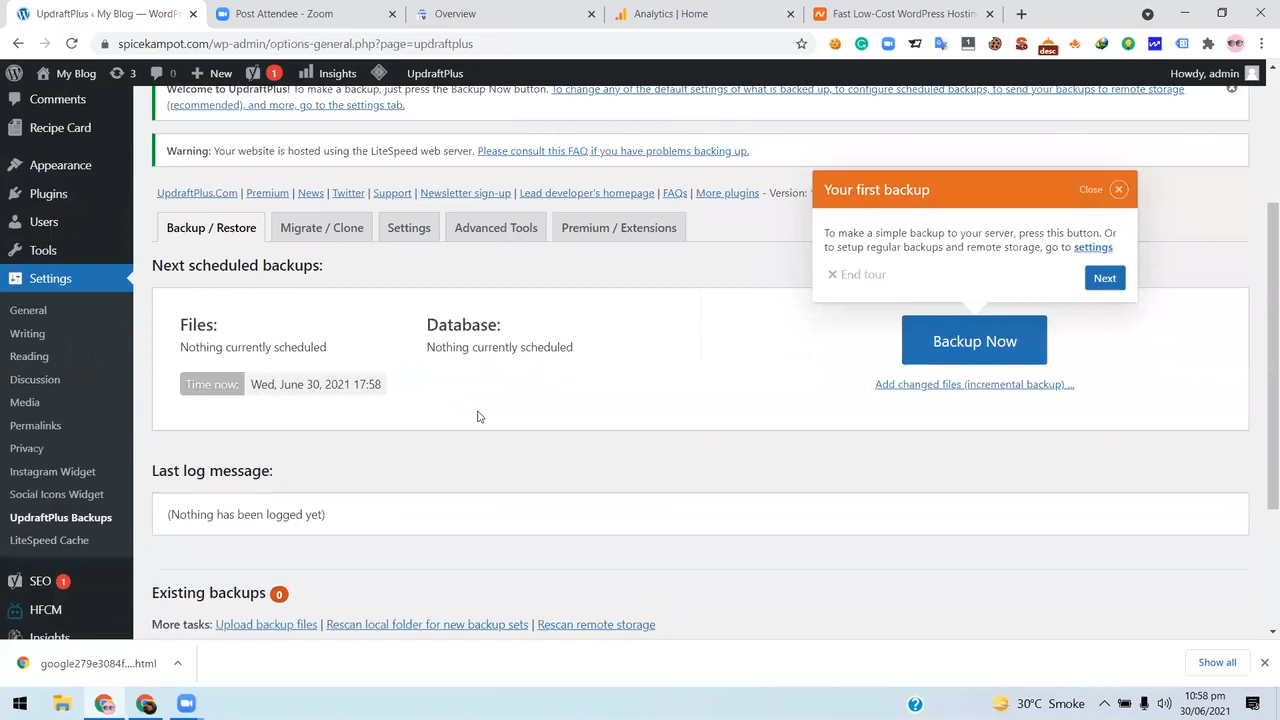 UpdraftPlus ‹ My Blog — WordPr
Post Attendee - Zoom
Overview
Analytics | Home
Fast Low-Cost WordPress Hostin
spicekampot.com/wp-admin/options-general.php?page=updraftplus
desc
My Blog
3
0
New
1
Insights
UpdraftPlus
Howdy, admin
Comments
Recipe Card
Appearance
Plugins
Users
Tools
Settings
General
Writing
Reading
Discussion
Media
Permalinks
Privacy
Instagram Widget
Social Icons Widget
UpdraftPlus Backups
LiteSpeed Cache
SEO 1
HFCM
Insights
Welcome to UpdraftPlus! To make a backup, just press the Backup Now button. To change any of the default settings of what is backed up, to configure scheduled backups, to send your backups to remote storage
(recommended), and more, go to the settings tab.
Warning: Your website is hosted using the LiteSpeed web server. Please consult this FAQ if you have problems backing up.
UpdraftPlus.Com | Premium | News | Twitter | Support | Newsletter sign-up | Lead developer's homepage | FAQs | More plugins - Version:
Backup / Restore
Migrate / Clone
Settings
Advanced Tools
Premium / Extensions
Your first backup
Close
To make a simple backup to your server, press this button. Or
to setup regular backups and remote storage, go to settings
End tour
Next
Next scheduled backups:
Files:
Nothing currently scheduled
Database:
Nothing currently scheduled
Time now: Wed, June 30, 2021 17:58
Backup Now
Add changed files (incremental backup) ...
Last log message:
(Nothing has been logged yet)
Existing backups 0
More tasks: Upload backup files | Rescan local folder for new backup sets | Rescan remote storage
google279e3084f....html
Show all
30°C Smoke
10:58 pm
30/06/2021